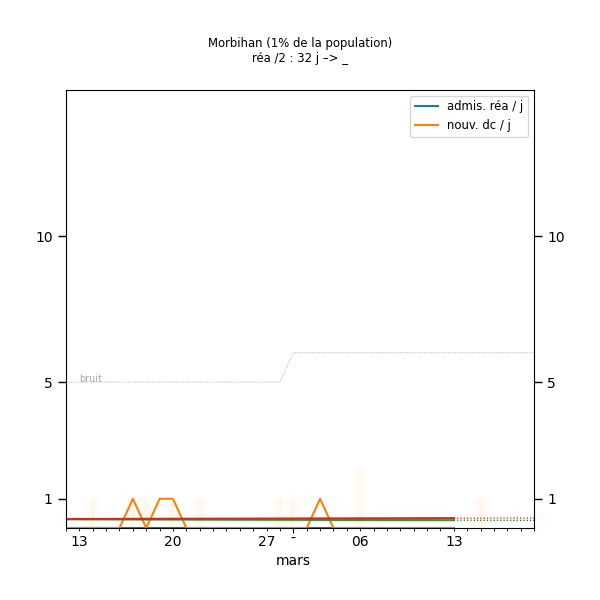 Morbihan (1% de la population)
réa /2 : 32 j –> _
admis. réa / j
nouv. dc / j
10 10
bruit
5 5
1 1
13 20 27 - 06 13
mars